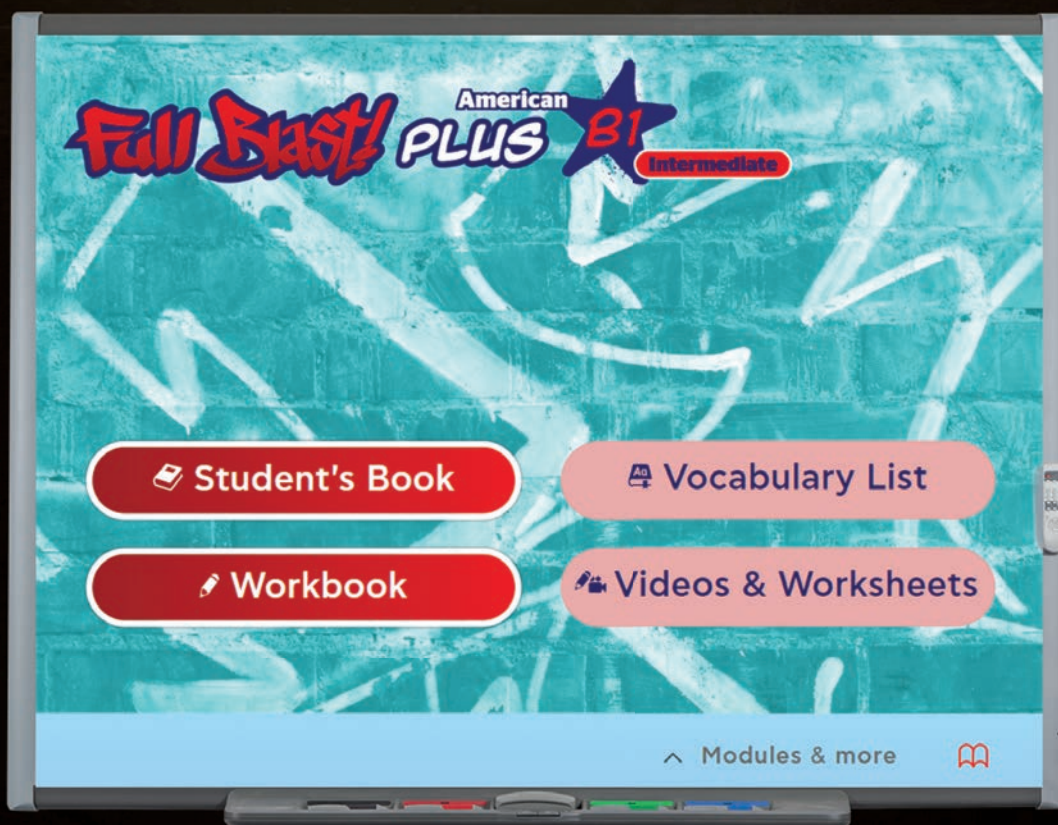 American
Full Blast! PLUS B1
Intermediate
Student's Book
Vocabulary List
Workbook
Videos & Worksheets
Modules & more